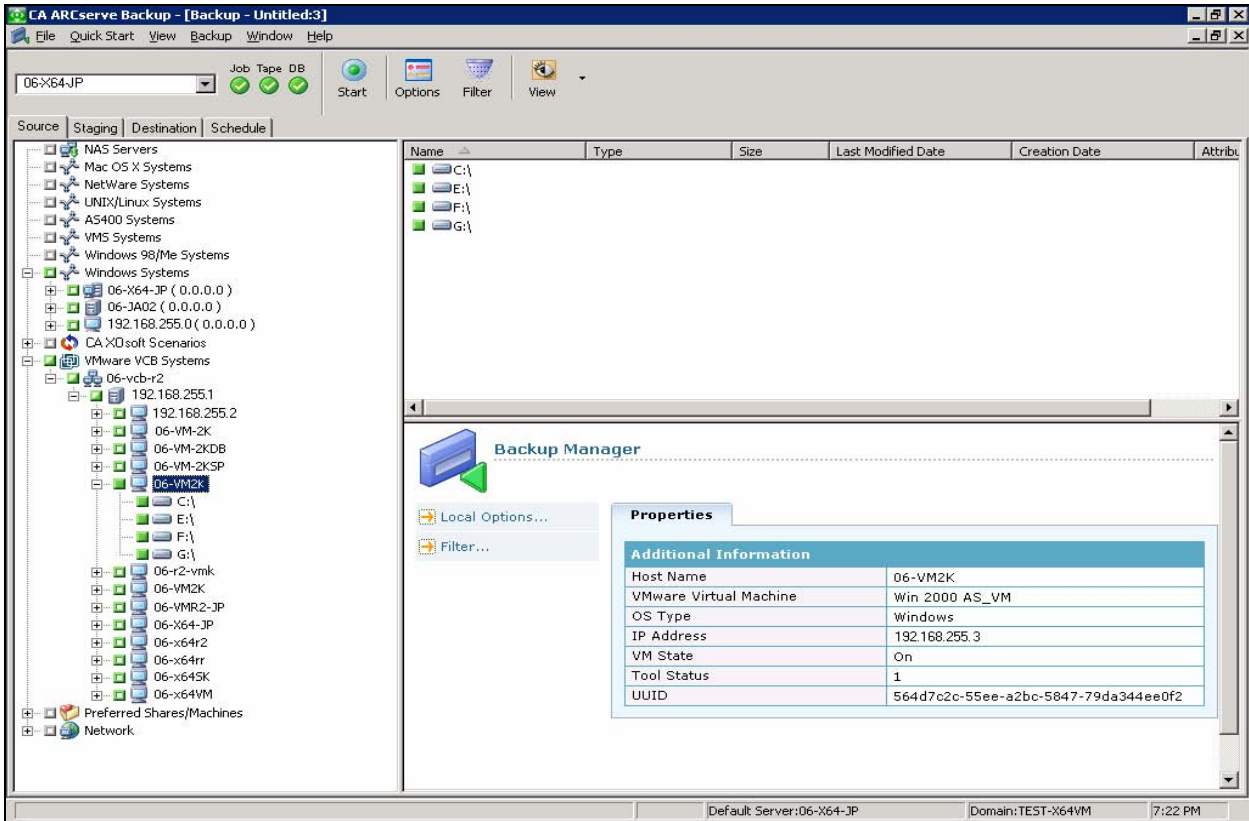 CA ARCserve Backup - [Backup - Untitled:3]
File Quick Start View Backup Window Help
06-X64-JP
Job Tape DB
Start
Options
Filter
View
Source
Staging
Destination
Schedule
NAS Servers
Mac OS X Systems
NetWare Systems
UNIX/Linux Systems
AS400 Systems
VMS Systems
Windows 98/Me Systems
Windows Systems
06-X64-JP ( 0.0.0.0 )
06-JA02 ( 0.0.0.0 )
192.168.255.0( 0.0.0.0 )
CA XOsoft Scenarios
VMware VCB Systems
06-vcb-r2
192.168.255.1
192.168.255.2
06-VM-2K
06-VM-2KDB
06-VM-2KSP
06-VM2K
C:\
E:\
F:\
G:\
06-r2-vmk
06-VM2K
06-VMR2-JP
06-X64-JP
06-x64r2
06-x64rr
06-x64SK
06-x64VM
Preferred Shares/Machines
Network
Name Type Size Last Modified Date Creation Date Attribu
C:\
E:\
F:\
G:\
Backup Manager
Local Options...
Filter...
Properties
Additional Information
Host Name 06-VM2K
VMware Virtual Machine Win 2000 AS_VM
OS Type Windows
IP Address 192.168.255.3
VM State On
Tool Status 1
UUID 564d7c2c-55ee-a2bc-5847-79da344ee0f2
Default Server:06-X64-JP Domain:TEST-X64VM 7:22 PM